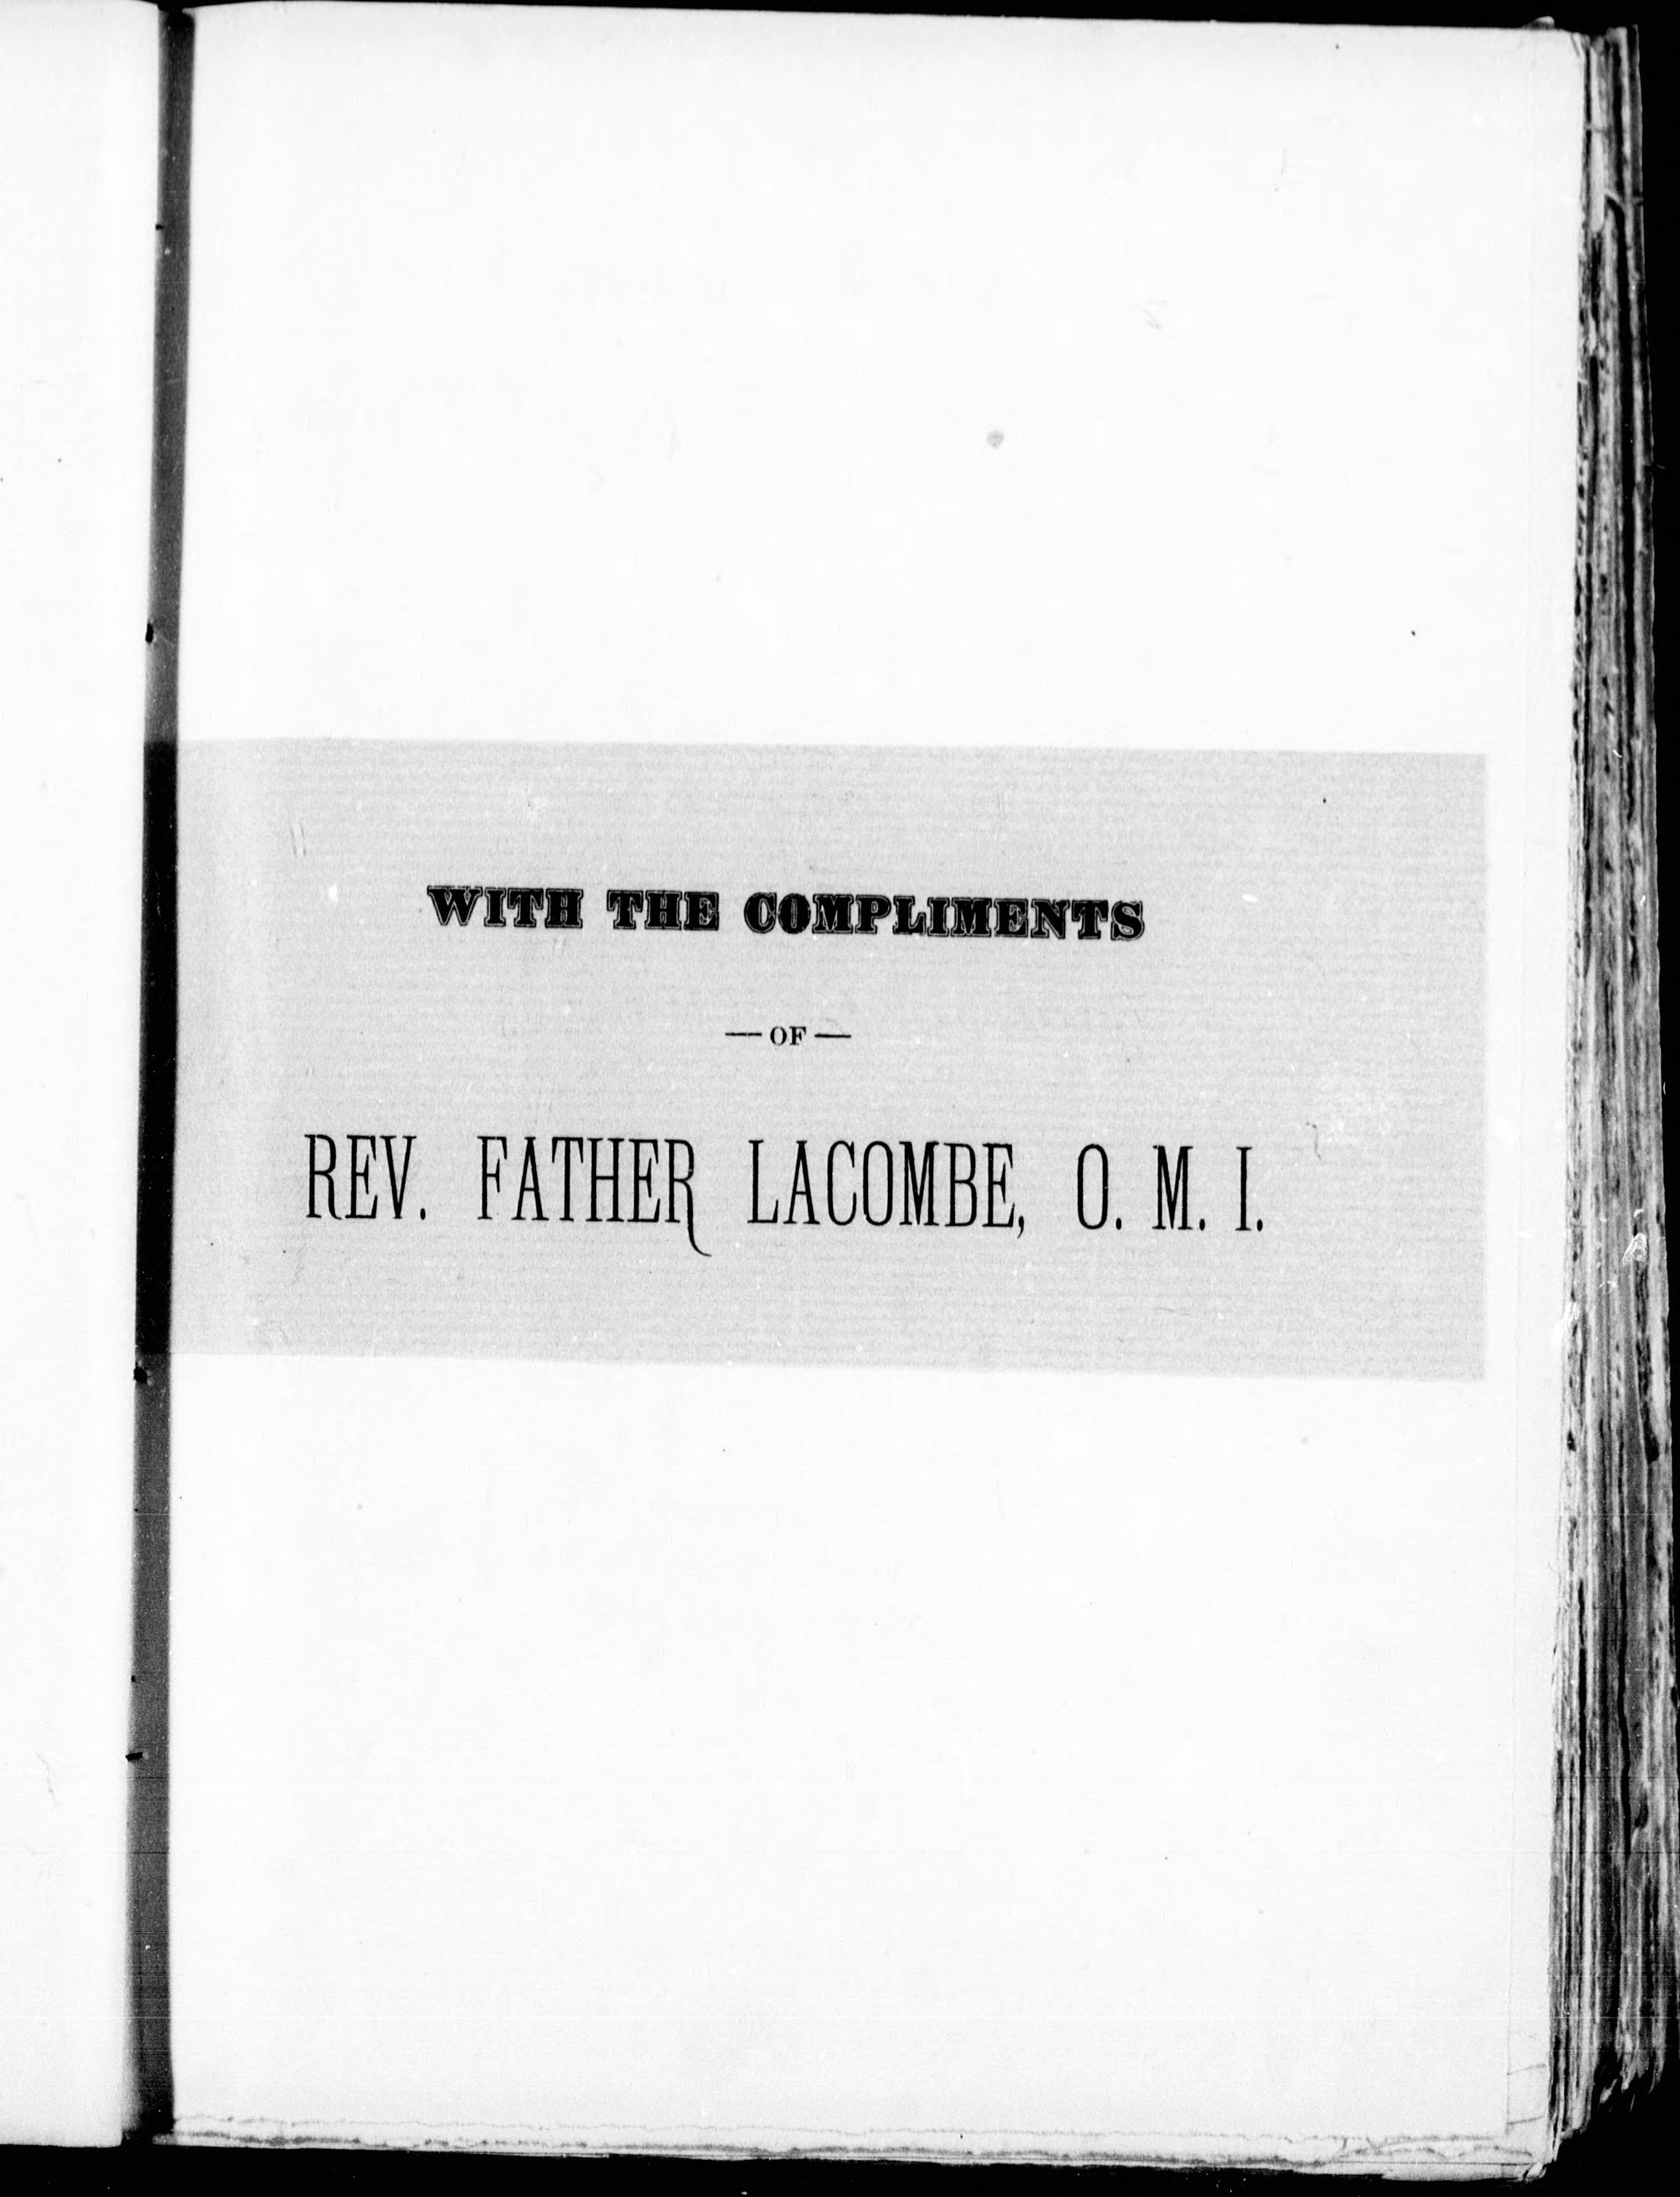 WITH THE COMPLIMENTS
— OF —
REV. FATHER LACOMBE, O. M. I.